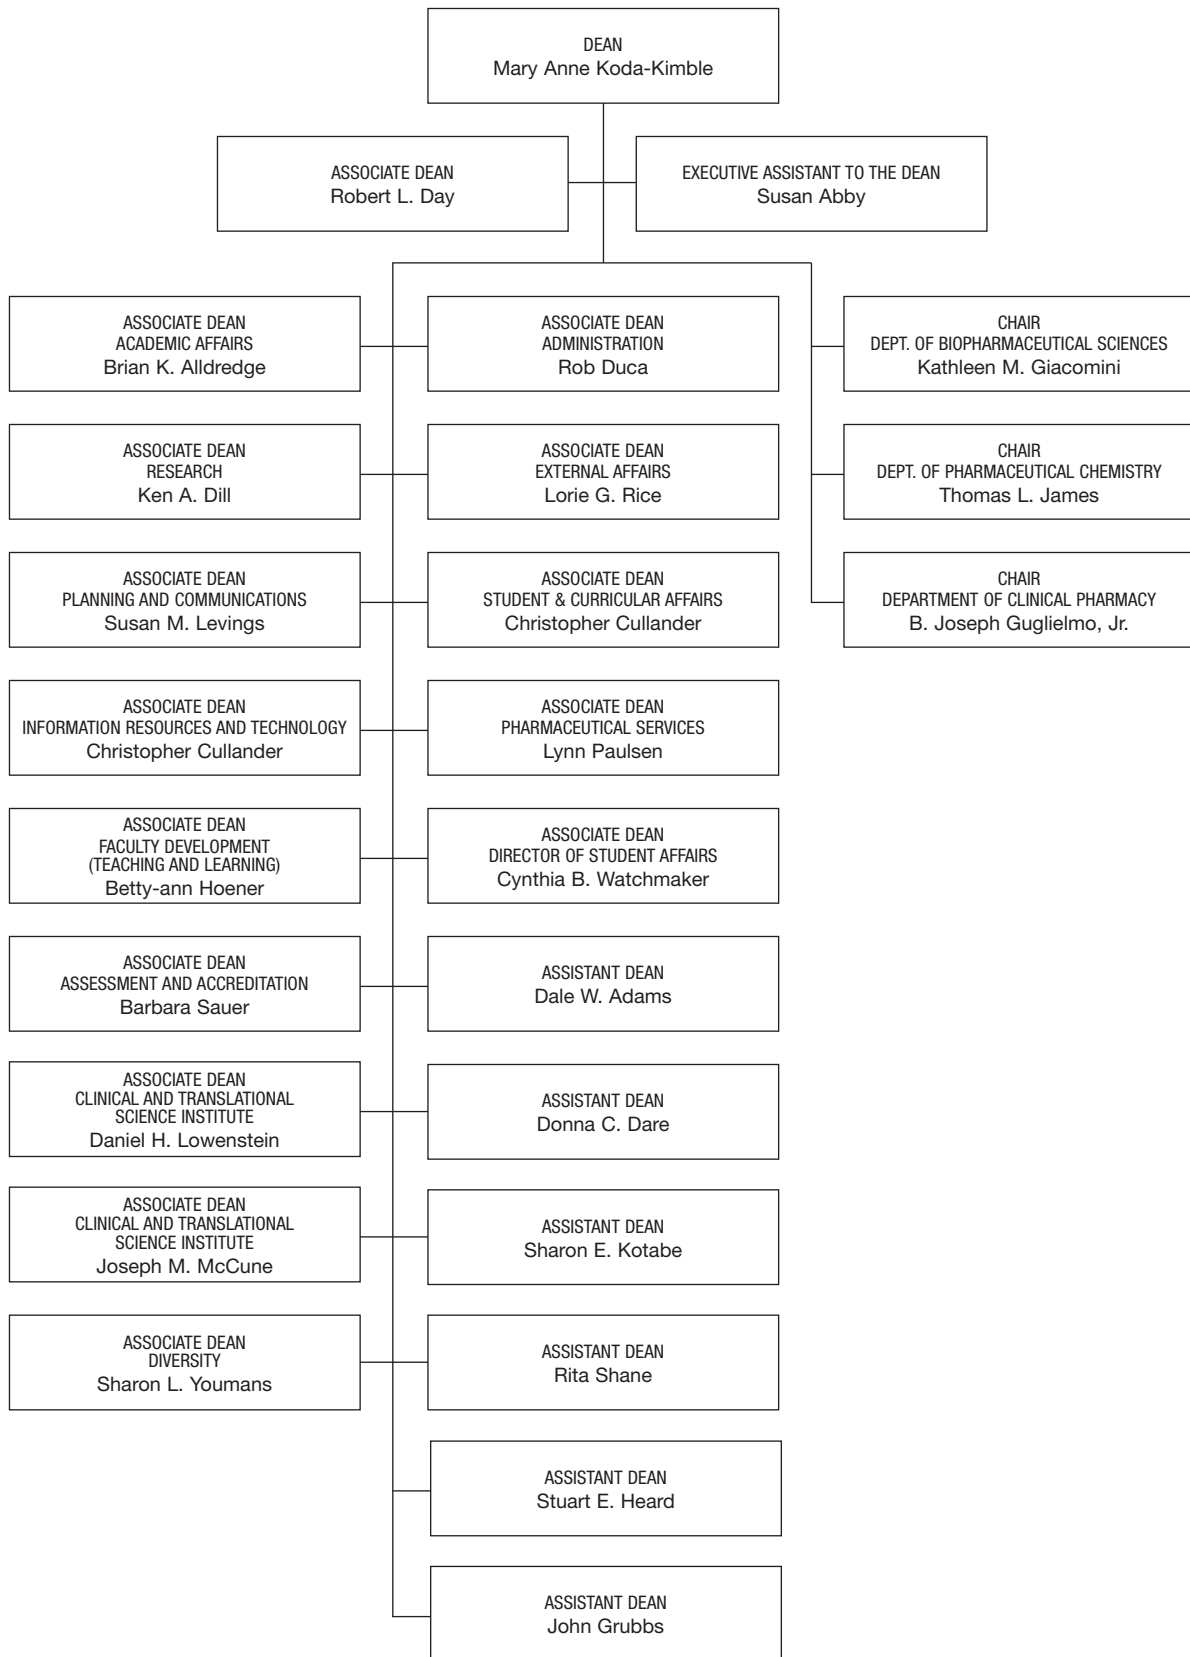 DEAN
Mary Anne Koda-Kimble
ASSOCIATE DEAN
Robert L. Day
EXECUTIVE ASSISTANT TO THE DEAN
Susan Abby
ASSOCIATE DEAN
ACADEMIC AFFAIRS
Brian K. Alldredge
ASSOCIATE DEAN
ADMINISTRATION
Rob Duca
CHAIR
DEPT. OF BIOPHARMACEUTICAL SCIENCES
Kathleen M. Giacomini
ASSOCIATE DEAN
RESEARCH
Ken A. Dill
ASSOCIATE DEAN
EXTERNAL AFFAIRS
Lorie G. Rice
CHAIR
DEPT. OF PHARMACEUTICAL CHEMISTRY
Thomas L. James
ASSOCIATE DEAN
PLANNING AND COMMUNICATIONS
Susan M. Levings
ASSOCIATE DEAN
STUDENT & CURRICULAR AFFAIRS
Christopher Cullander
CHAIR
DEPARTMENT OF CLINICAL PHARMACY
B. Joseph Guglielmo, Jr.
ASSOCIATE DEAN
INFORMATION RESOURCES AND TECHNOLOGY
Christopher Cullander
ASSOCIATE DEAN
PHARMACEUTICAL SERVICES
Lynn Paulsen
ASSOCIATE DEAN
FACULTY DEVELOPMENT
(TEACHING AND LEARNING)
Betty-ann Hoener
ASSOCIATE DEAN
DIRECTOR OF STUDENT AFFAIRS
Cynthia B. Watchmaker
ASSOCIATE DEAN
ASSESSMENT AND ACCREDITATION
Barbara Sauer
ASSISTANT DEAN
Dale W. Adams
ASSOCIATE DEAN
CLINICAL AND TRANSLATIONAL
SCIENCE INSTITUTE
Daniel H. Lowenstein
ASSISTANT DEAN
Donna C. Dare
ASSOCIATE DEAN
CLINICAL AND TRANSLATIONAL
SCIENCE INSTITUTE
Joseph M. McCune
ASSISTANT DEAN
Sharon E. Kotabe
ASSOCIATE DEAN
DIVERSITY
Sharon L. Youmans
ASSISTANT DEAN
Rita Shane
ASSISTANT DEAN
Stuart E. Heard
ASSISTANT DEAN
John Grubbs